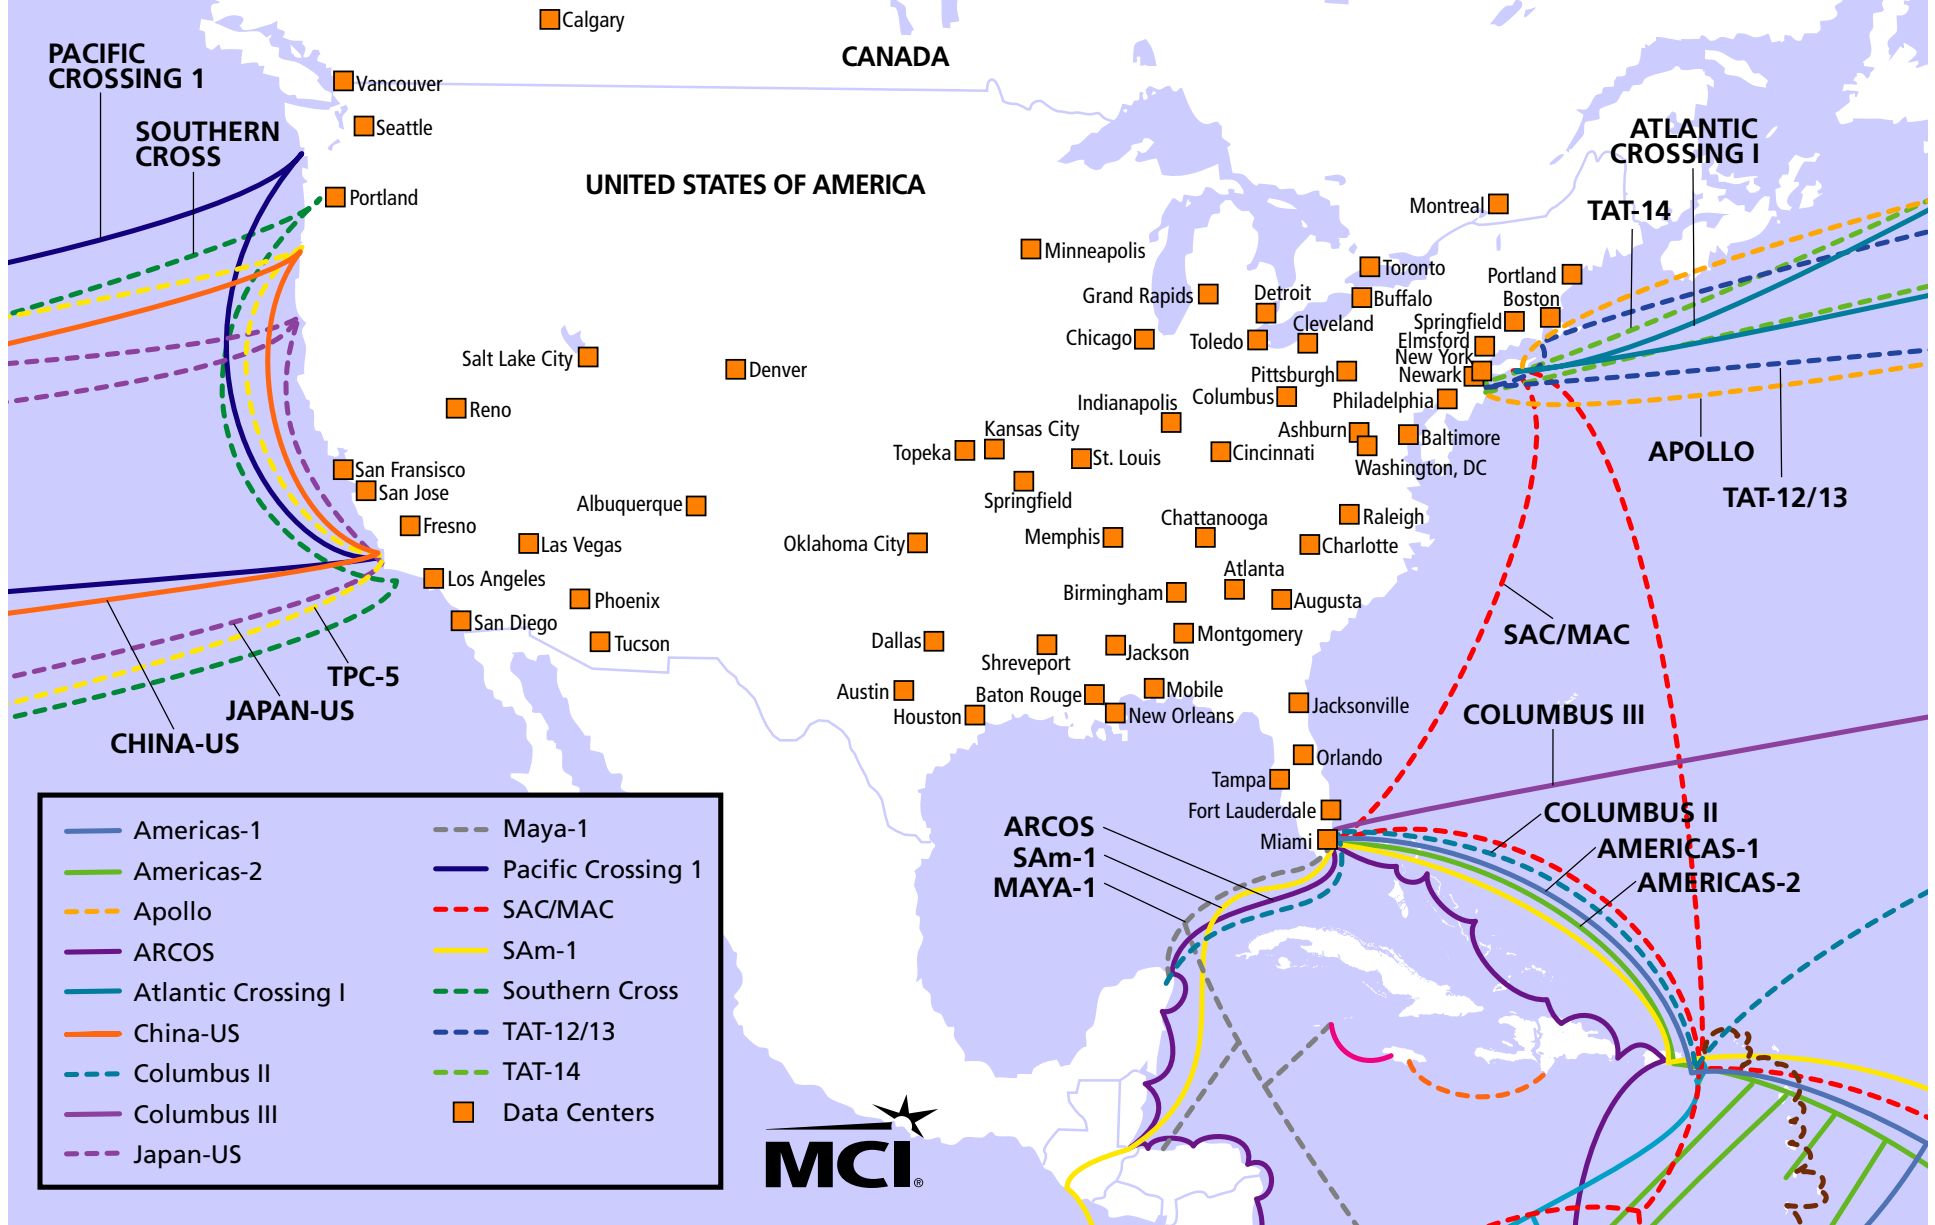 Calgary
CANADA
PACIFIC
CROSSING 1
Vancouver
SOUTHERN
CROSS
Seattle
ATLANTIC
CROSSING I
UNITED STATES OF AMERICA
Portland
Montreal
TAT-14
Minneapolis
Toronto
Portland
Grand Rapids
Detroit
Buffalo
Boston
Springfield
Cleveland
Chicago
Toledo
Elmsford
New York
Salt Lake City
Denver
Pittsburgh
Newark
Columbus
Philadelphia
Reno
Indianapolis
Kansas City
Ashburn
Baltimore
Topeka
St. Louis
Cincinnati
APOLLO
San Fransisco
Washington, DC
San Jose
Springfield
TAT-12/13
Albuquerque
Fresno
Chattanooga
Raleigh
Las Vegas
Oklahoma City
Memphis
Charlotte
Atlanta
Los Angeles
Birmingham
Phoenix
Augusta
San Diego
Montgomery
SAC/MAC
Tucson
Dallas
Shreveport
Jackson
TPC-5
Austin
Baton Rouge
Mobile
JAPAN-US
Houston
New Orleans
Jacksonville
COLUMBUS III
CHINA-US
Orlando
Tampa
Fort Lauderdale
COLUMBUS II
ARCOS
Miami
AMERICAS-1
SAm-1
AMERICAS-2
MAYA-1
Americas-1
Americas-2
Apollo
ARCOS
Atlantic Crossing I
China-US
Columbus II
Columbus III
Japan-US
Maya-1
Pacific Crossing 1
SAC/MAC
SAm-1
Southern Cross
TAT-12/13
TAT-14
Data Centers
MCI®